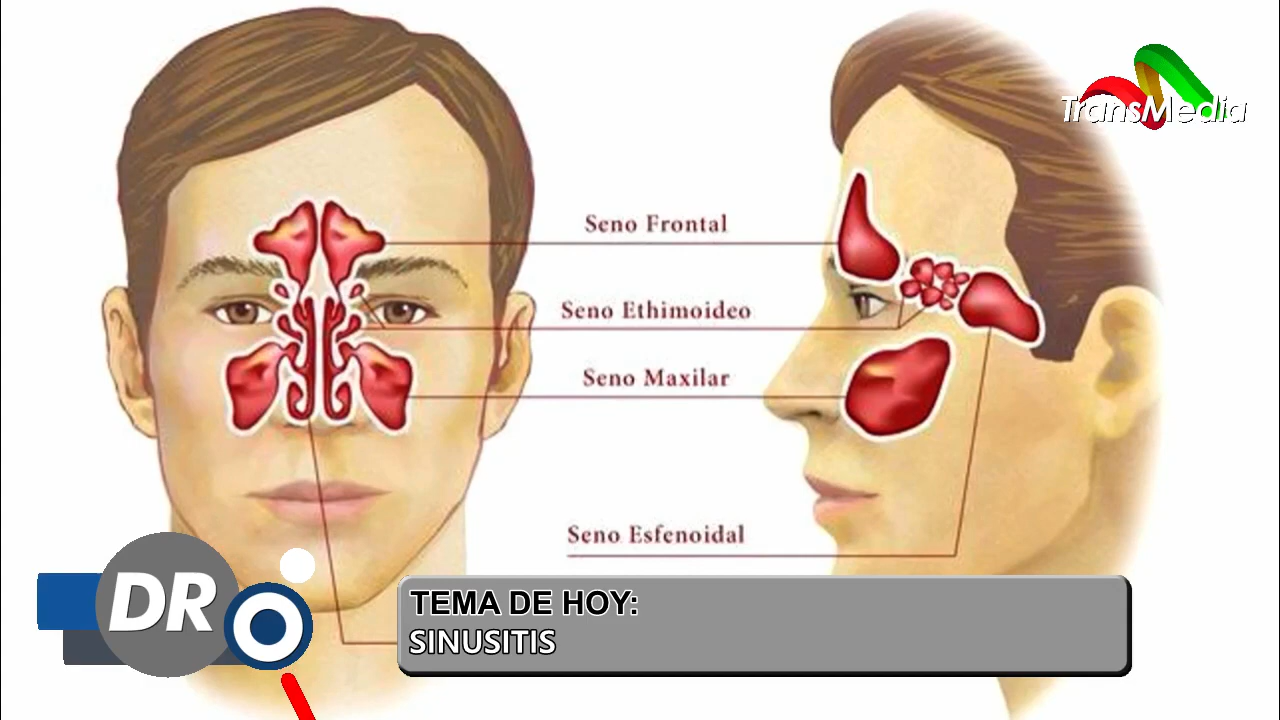 TransMedia
Seno Frontal
Seno Ethimoideo
Seno Maxilar
Seno Esfenoidal
DR
TEMA DE HOY:
SINUSITIS